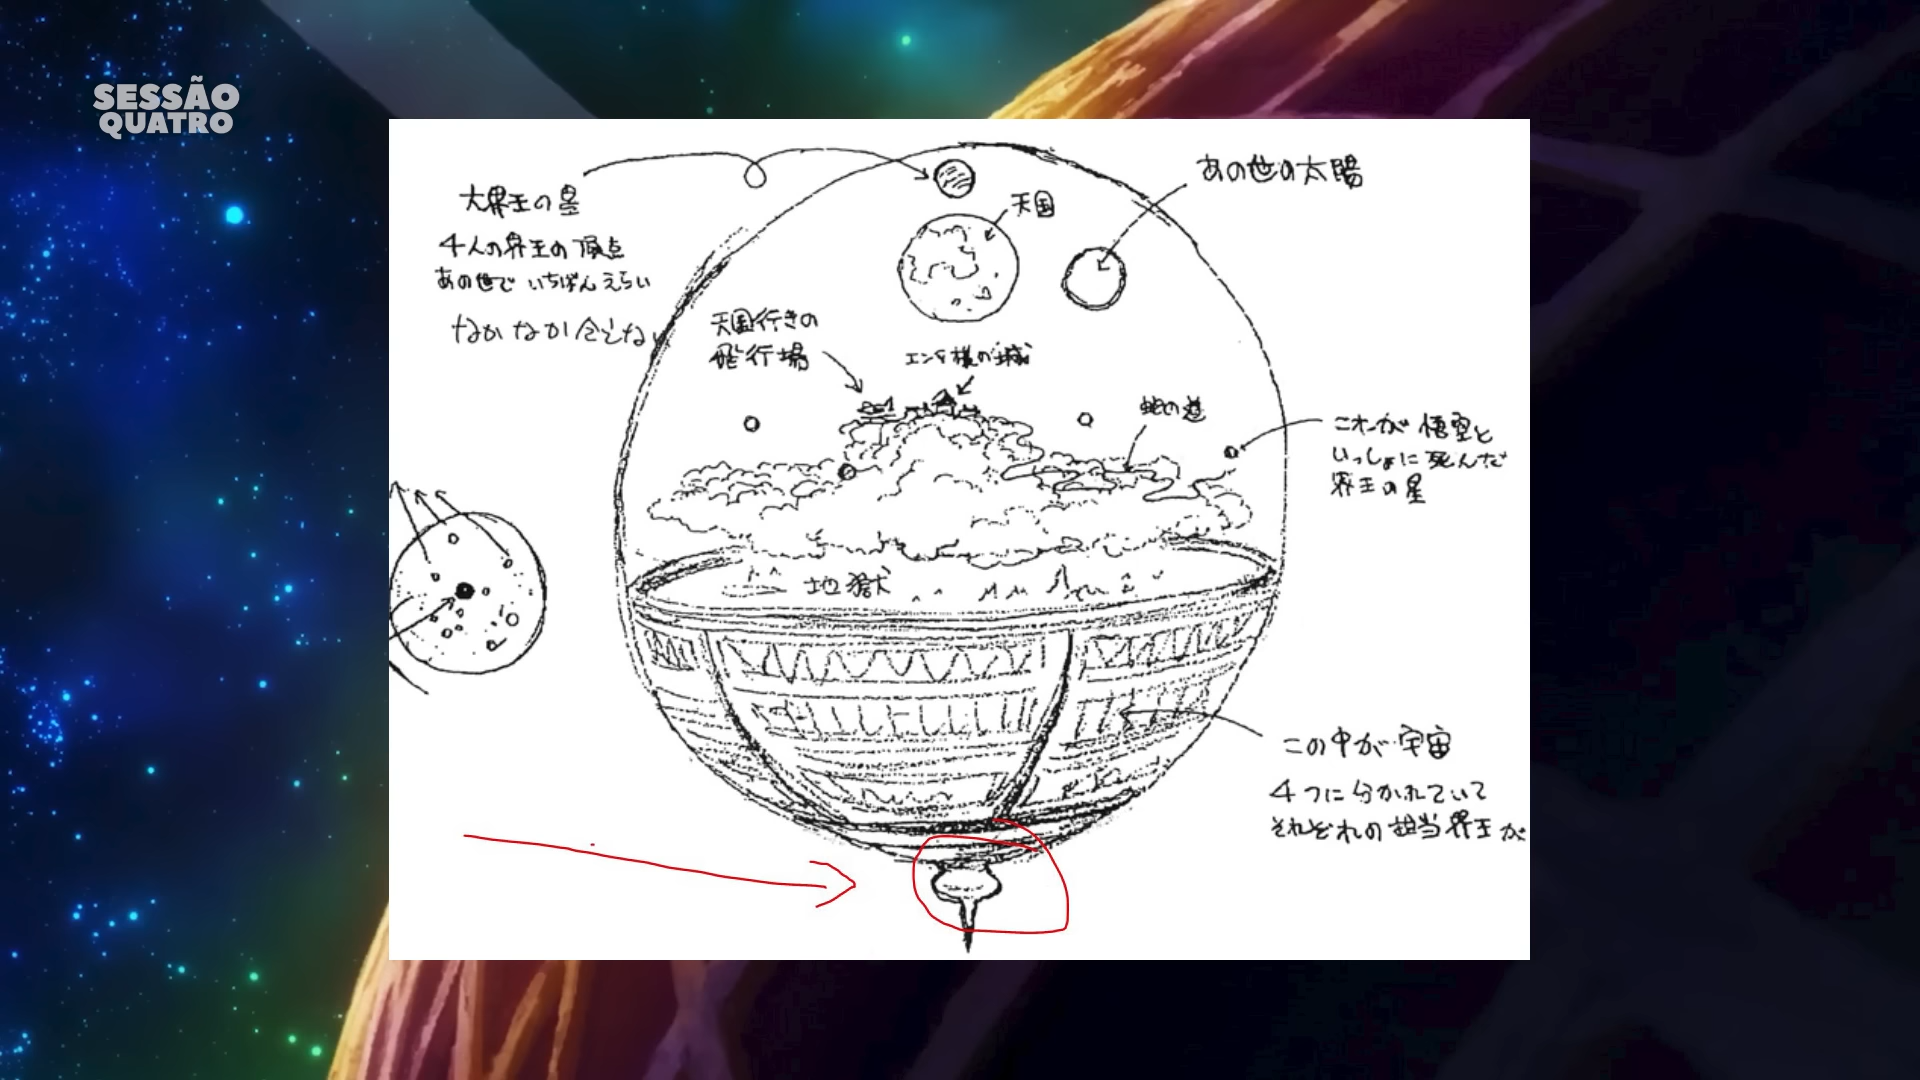 SESSÃO
QUATRO
大界王の星
4人の界王の頂点
あの世でいちばんえらい
なかなか会えない
天国
あの世の太陽
天国行きの
飛行場
エンマ様の城
蛇の道
これが悟空と
いっしょに死んだ
界王の星
地獄
この中が宇宙
4つに分かれていて
それぞれの担当界王が